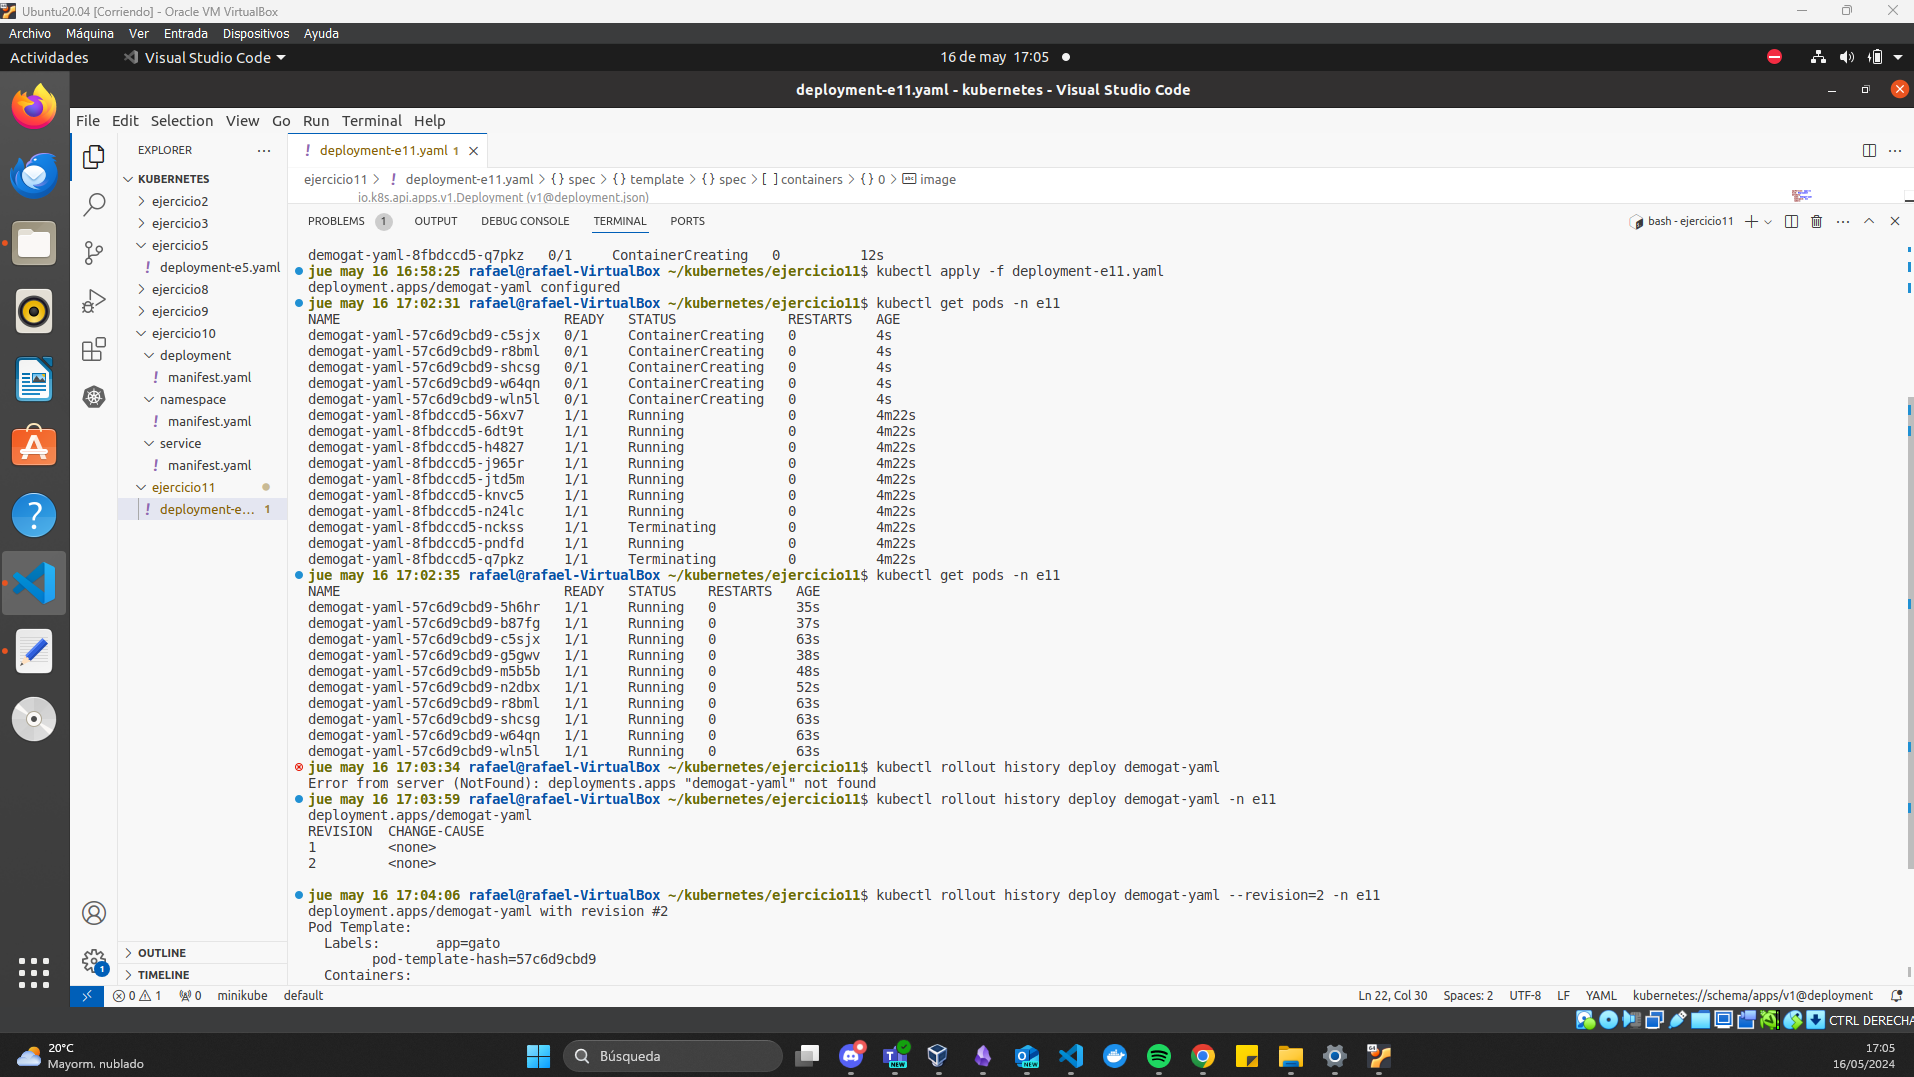 Ubuntu20.04 [Corriendo] - Oracle VM VirtualBox
Archivo Máquina Ver Entrada Dispositivos Ayuda
Actividades Visual Studio Code 16 de may 17:05
deployment-e11.yaml - kubernetes - Visual Studio Code
File Edit Selection View Go Run Terminal Help
EXPLORER
! deployment-e11.yaml 1
KUBERNETES
ejercicio11 > ! deployment-e11.yaml > {} spec > {} template > {} spec > [ ] containers > {} 0 > image
io.k8s.api.apps.v1.Deployment (v1@deployment.json)
ejercicio2
ejercicio3
ejercicio5
! deployment-e5.yaml
ejercicio8
ejercicio9
ejercicio10
deployment
! manifest.yaml
namespace
! manifest.yaml
service
! manifest.yaml
ejercicio11
! deployment-e... 1
OUTLINE
TIMELINE
PROBLEMS 1 OUTPUT DEBUG CONSOLE TERMINAL PORTS
bash - ejercicio11
demogat-yaml-8fbdccd5-q7pkz 0/1 ContainerCreating 0 12s
jue may 16 16:58:25 rafael@rafael-VirtualBox ~/kubernetes/ejercicio11$ kubectl apply -f deployment-e11.yaml
deployment.apps/demogat-yaml configured
jue may 16 17:02:31 rafael@rafael-VirtualBox ~/kubernetes/ejercicio11$ kubectl get pods -n e11
NAME READY STATUS RESTARTS AGE
demogat-yaml-57c6d9cbd9-c5sjx 0/1 ContainerCreating 0 4s
demogat-yaml-57c6d9cbd9-r8bml 0/1 ContainerCreating 0 4s
demogat-yaml-57c6d9cbd9-shcsg 0/1 ContainerCreating 0 4s
demogat-yaml-57c6d9cbd9-w64qn 0/1 ContainerCreating 0 4s
demogat-yaml-57c6d9cbd9-wln5l 0/1 ContainerCreating 0 4s
demogat-yaml-8fbdccd5-56xv7 1/1 Running 0 4m22s
demogat-yaml-8fbdccd5-6dt9t 1/1 Running 0 4m22s
demogat-yaml-8fbdccd5-h4827 1/1 Running 0 4m22s
demogat-yaml-8fbdccd5-j965r 1/1 Running 0 4m22s
demogat-yaml-8fbdccd5-jtd5m 1/1 Running 0 4m22s
demogat-yaml-8fbdccd5-knvc5 1/1 Running 0 4m22s
demogat-yaml-8fbdccd5-n24lc 1/1 Running 0 4m22s
demogat-yaml-8fbdccd5-nckss 1/1 Terminating 0 4m22s
demogat-yaml-8fbdccd5-pndfd 1/1 Running 0 4m22s
demogat-yaml-8fbdccd5-q7pkz 1/1 Terminating 0 4m22s
jue may 16 17:02:35 rafael@rafael-VirtualBox ~/kubernetes/ejercicio11$ kubectl get pods -n e11
NAME READY STATUS RESTARTS AGE
demogat-yaml-57c6d9cbd9-5h6hr 1/1 Running 0 35s
demogat-yaml-57c6d9cbd9-b87fg 1/1 Running 0 37s
demogat-yaml-57c6d9cbd9-c5sjx 1/1 Running 0 63s
demogat-yaml-57c6d9cbd9-g5gwv 1/1 Running 0 38s
demogat-yaml-57c6d9cbd9-m5b5b 1/1 Running 0 48s
demogat-yaml-57c6d9cbd9-n2dbx 1/1 Running 0 52s
demogat-yaml-57c6d9cbd9-r8bml 1/1 Running 0 63s
demogat-yaml-57c6d9cbd9-shcsg 1/1 Running 0 63s
demogat-yaml-57c6d9cbd9-w64qn 1/1 Running 0 63s
demogat-yaml-57c6d9cbd9-wln5l 1/1 Running 0 63s
jue may 16 17:03:34 rafael@rafael-VirtualBox ~/kubernetes/ejercicio11$ kubectl rollout history deploy demogat-yaml
Error from server (NotFound): deployments.apps "demogat-yaml" not found
jue may 16 17:03:59 rafael@rafael-VirtualBox ~/kubernetes/ejercicio11$ kubectl rollout history deploy demogat-yaml -n e11
deployment.apps/demogat-yaml
REVISION CHANGE-CAUSE
1 <none>
2 <none>
jue may 16 17:04:06 rafael@rafael-VirtualBox ~/kubernetes/ejercicio11$ kubectl rollout history deploy demogat-yaml --revision=2 -n e11
deployment.apps/demogat-yaml with revision #2
Pod Template:
Labels: app=gato
pod-template-hash=57c6d9cbd9
Containers:
1
0 1 0 minikube default Ln 22, Col 30 Spaces: 2 UTF-8 LF YAML kubernetes://schema/apps/v1@deployment
CTRL DERECHA
20°C
Mayorm. nublado
Búsqueda
NEW
NEW
17:05
16/05/2024